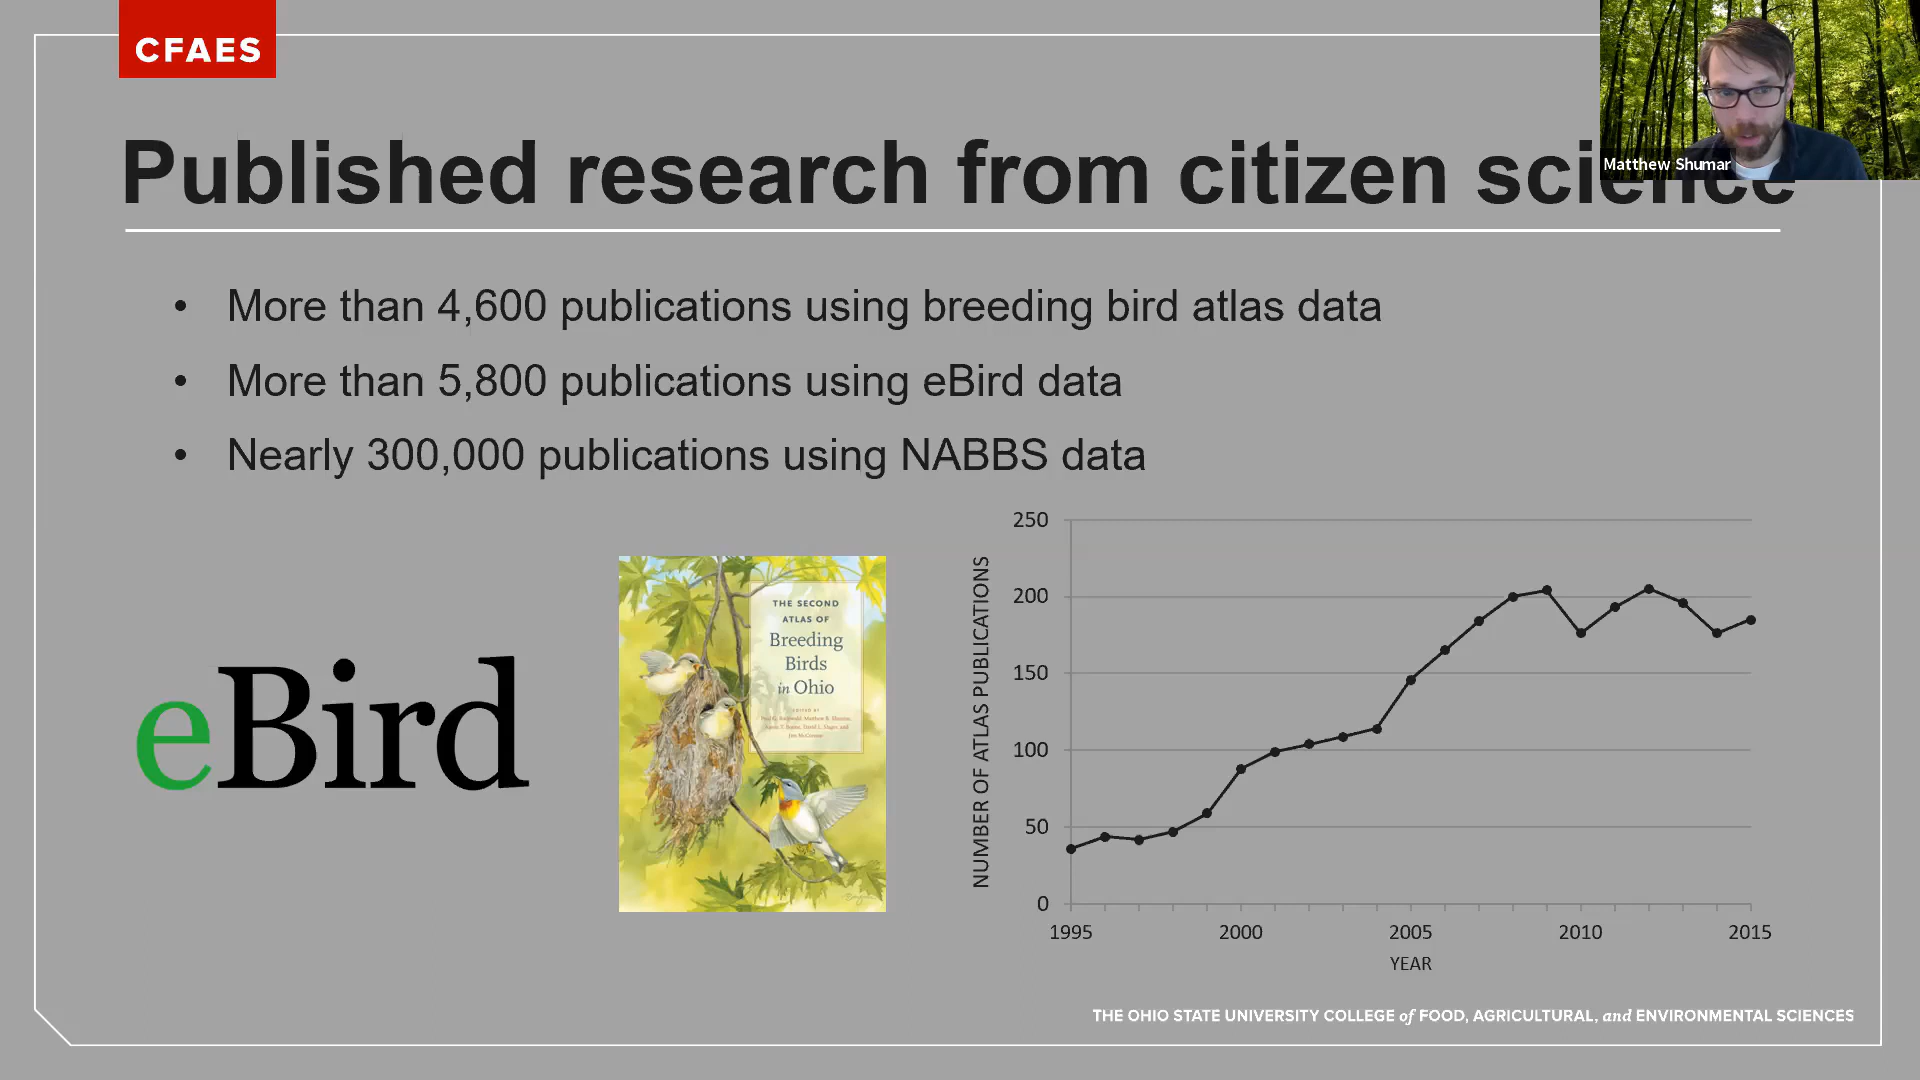 CFAES
Matthew Shumar
Published research from citizen science
• More than 4,600 publications using breeding bird atlas data
• More than 5,800 publications using eBird data
• Nearly 300,000 publications using NABBS data
eBird
THE SECOND
ATLAS OF
Breeding
Birds
in Ohio
EDITED BY
NUMBER OF ATLAS PUBLICATIONS
250
200
150
100
50
0
1995 2000 2005 2010 2015
YEAR
THE OHIO STATE UNIVERSITY COLLEGE of FOOD, AGRICULTURAL, and ENVIRONMENTAL SCIENCES